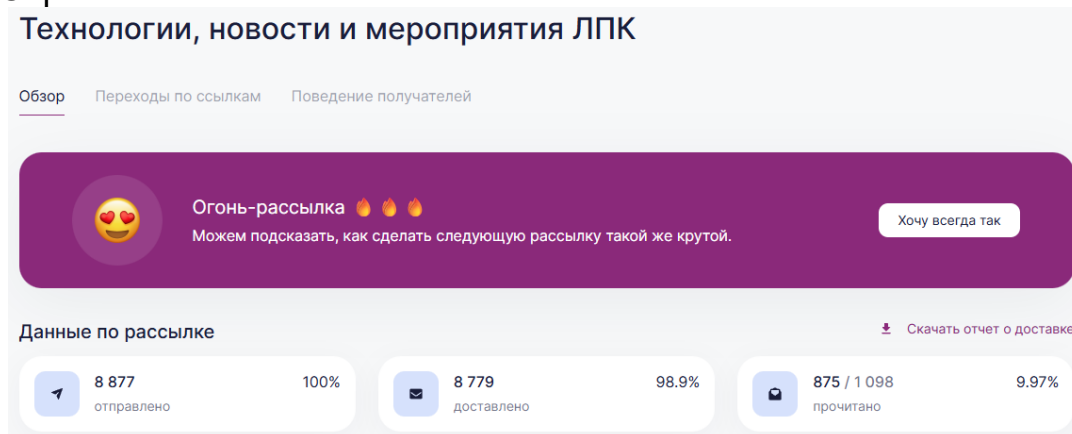 Технологии, новости и мероприятия ЛПК
Обзор Переходы по ссылкам Поведение получателей
Огонь-рассылка 🔥 🔥 🔥
Можем подсказать, как сделать следующую рассылку такой же крутой.
Хочу всегда так
Данные по рассылке
Скачать отчет о доставке
8 877 100%
отправлено
8 779 98.9%
доставлено
875 / 1 098 9.97%
прочитано